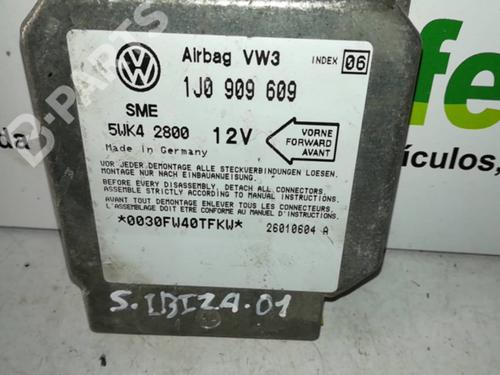 Airbag VW3
INDEX 06
1J0 909 609
SME
5WK4 2800
12V
VORNE
FORWARD
AVANT
Made in Germany
VOR JEDER DEMONTAGE ALLE STECKVERBINDUNGEN LOESEN.
MONTAGE NUR NACH EINBAUANWEISUNG.
BEFORE EVERY DISASSEMBLY, DETACH ALL CONNECTORS
ASSEMBLE STRICTLY ACCORDING TO MANUEL INSTRUCTIONS.
AVANT TOUT DEMONTAGE ENLEVER TOUS LES CONNECTEURS.
L'ASSEMBLAGE DOIT ETRE CONFORME AU MANUEL D'INSTRUCTIONS.
*0030FW40TFKW*
26010604 A
S.IBIZA.01
B-PARTS
fe
ículos,
da